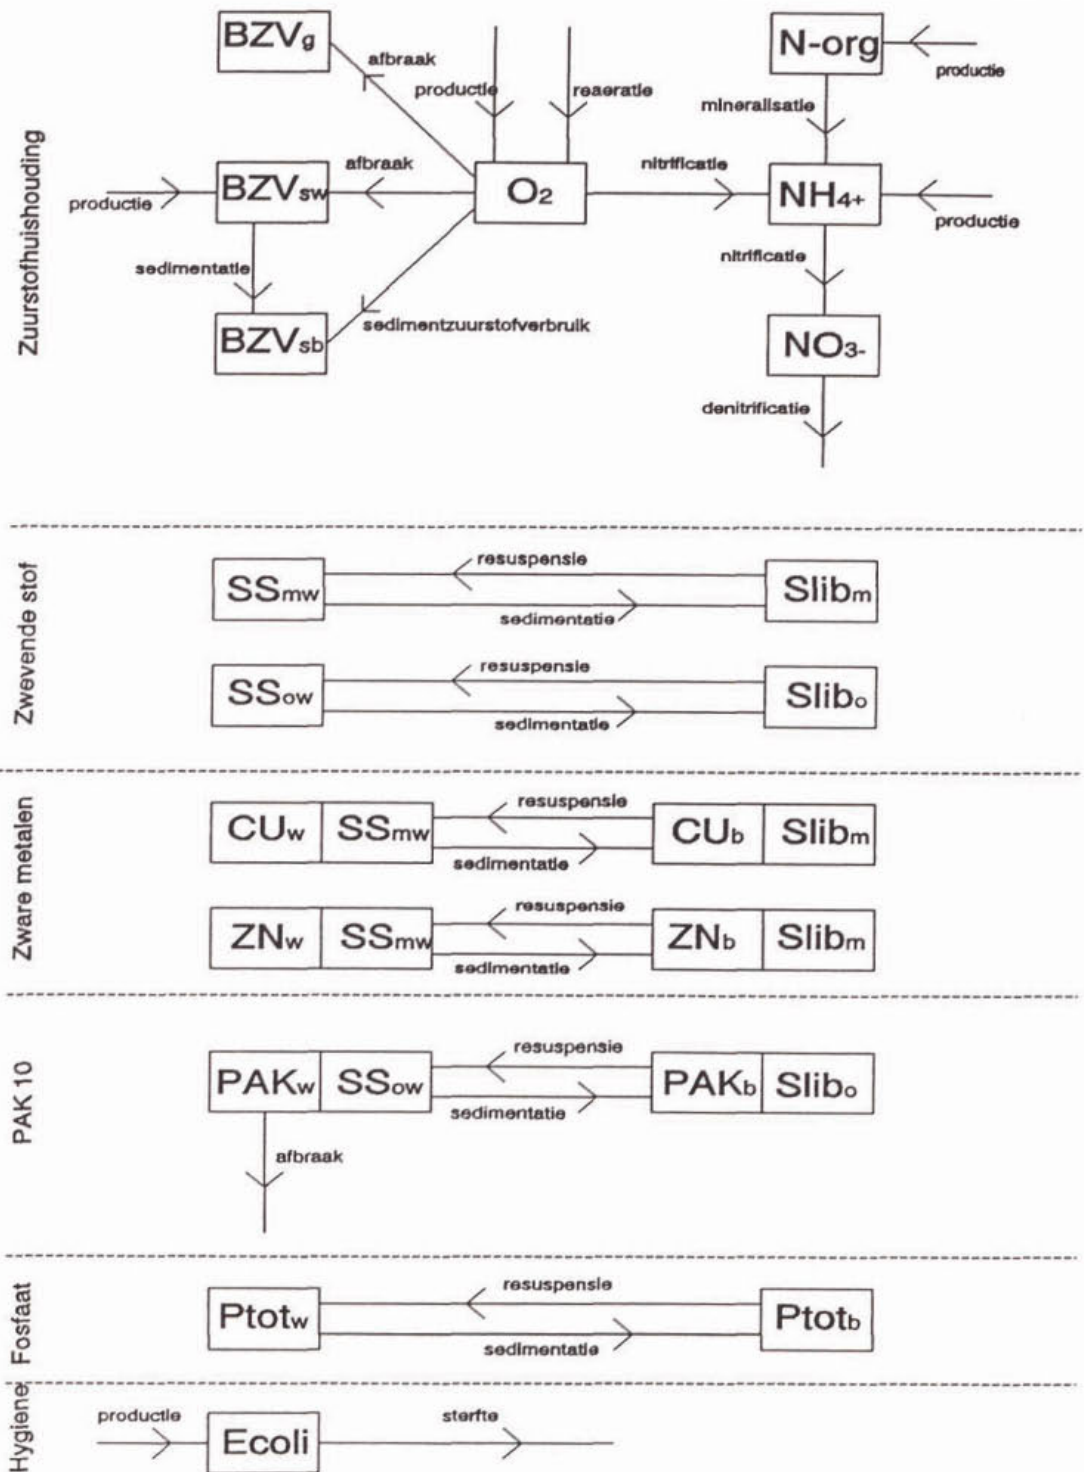 Zuurstofhuishouding
BZVg
afbraak
productie
reaeratie
N-org
productie
mineralisatie
productie
BZVsw
afbraak
O2
nitrificatie
NH4+
productie
sedimentatie
nitrificatie
BZVsb
sedimentzuurstofverbruik
NO3-
denitrificatie
Zwevende stof
SSmw
resuspensie
sedimentatie
Slibm
SSow
resuspensie
sedimentatie
Slibo
Zware metalen
CUw SSmw
resuspensie
sedimentatie
CUb Slibm
ZNw SSmw
resuspensie
sedimentatie
ZNb Slibm
PAK 10
PAKw SSow
resuspensie
sedimentatie
PAKb Slibo
afbraak
Fosfaat
Ptotw
resuspensie
sedimentatie
Ptotb
Hygiene
productie
Ecoli
sterfte